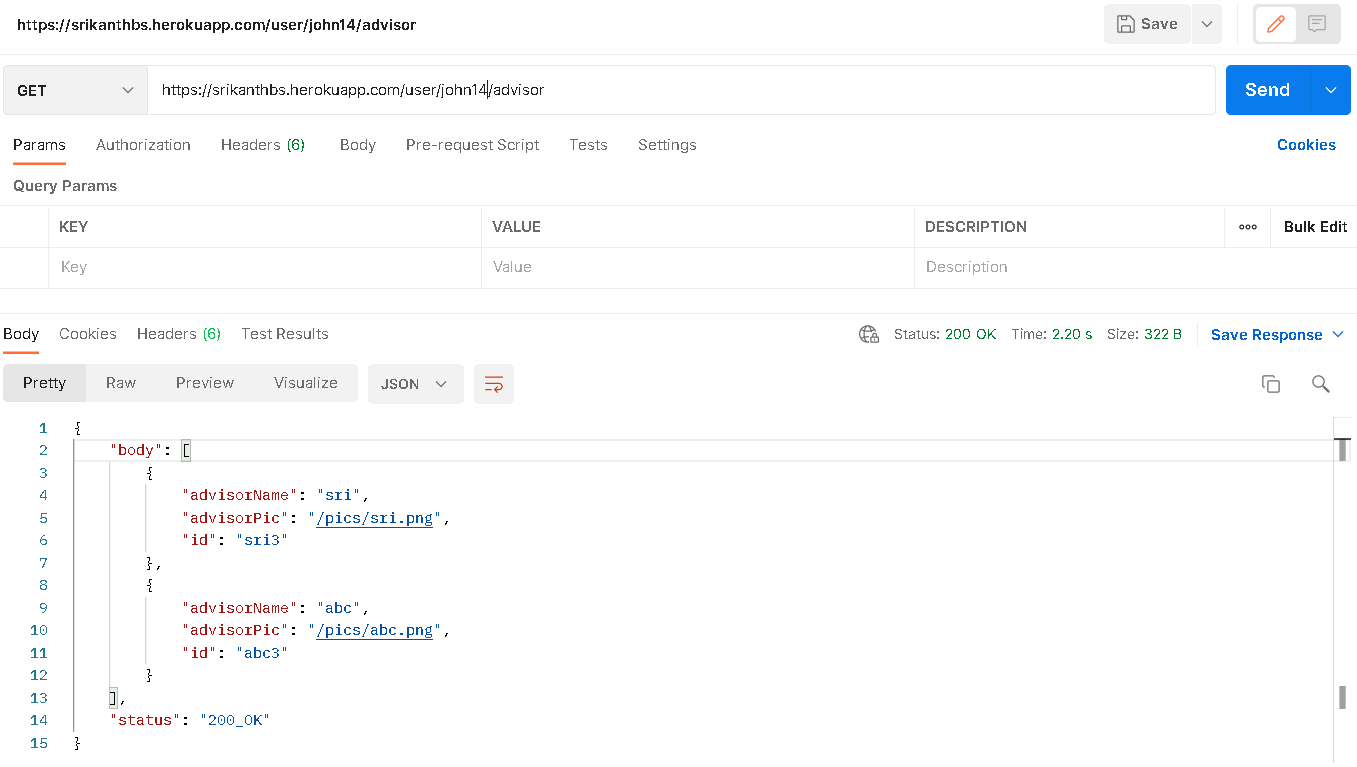 https://srikanthbs.herokuapp.com/user/john14/advisor Save
GET https://srikanthbs.herokuapp.com/user/john14/advisor Send
Params Authorization Headers (6) Body Pre-request Script Tests Settings Cookies
Query Params
KEY VALUE DESCRIPTION ooo Bulk Edit
Key Value Description
Body Cookies Headers (6) Test Results Status: 200 OK Time: 2.20 s Size: 322 B Save Response
Pretty Raw Preview Visualize JSON
1 {
2 "body": [
3 {
4 "advisorName": "sri",
5 "advisorPic": "/pics/sri.png",
6 "id": "sri3"
7 },
8 {
9 "advisorName": "abc",
10 "advisorPic": "/pics/abc.png",
11 "id": "abc3"
12 }
13 ],
14 "status": "200_OK"
15 }